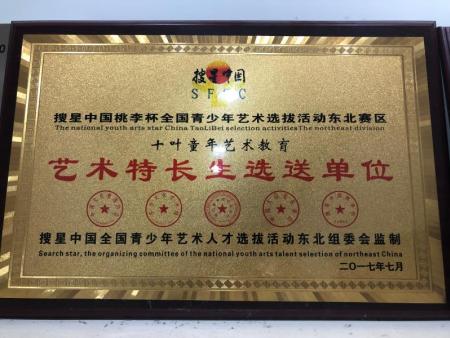 搜星中国
SFC
搜星中国桃李杯全国青少年艺术选拔活动东北赛区
The national youth arts star China TaoLiBei selection activitiesThe northeast division
十叶童年艺术教育
艺术特长生选送单位
搜星中国全国青少年艺术人才选拔活动东北组委会监制
Search star, the organizing committee of the national youth arts talent selection of northeast China
二〇一七年七月